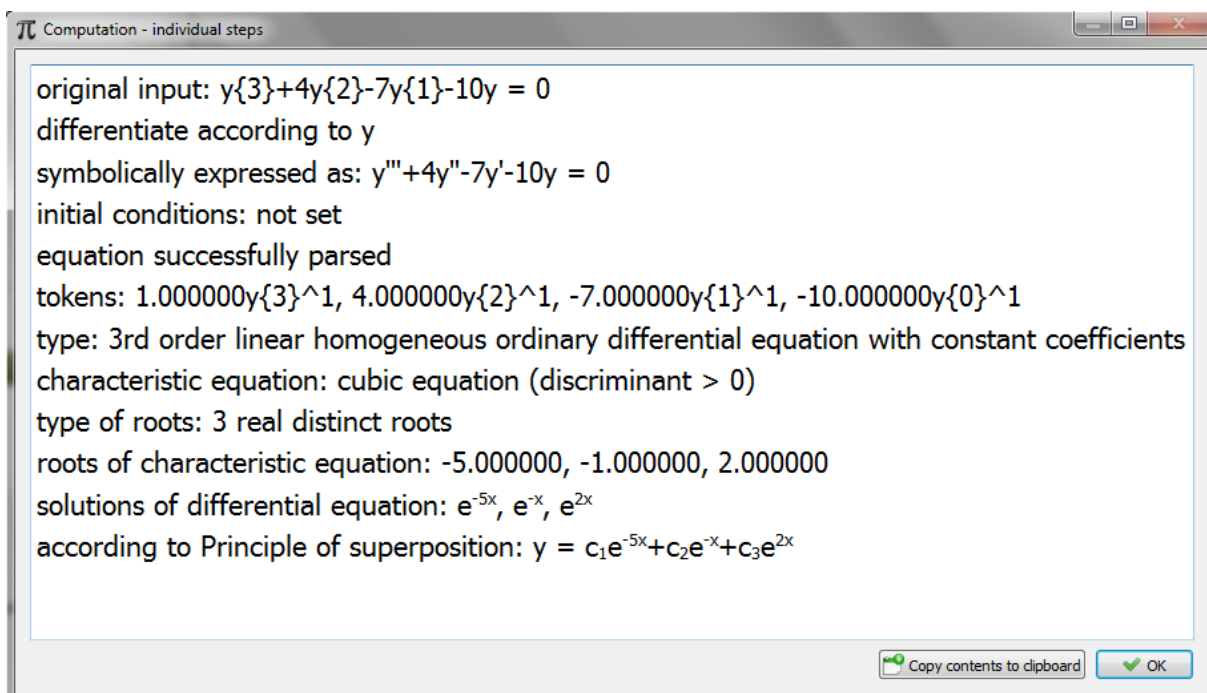 π Computation - individual steps
original input: y{3}+4y{2}-7y{1}-10y = 0
differentiate according to y
symbolically expressed as: y'''+4y''-7y'-10y = 0
initial conditions: not set
equation successfully parsed
tokens: 1.000000y{3}^1, 4.000000y{2}^1, -7.000000y{1}^1, -10.000000y{0}^1
type: 3rd order linear homogeneous ordinary differential equation with constant coefficients
characteristic equation: cubic equation (discriminant > 0)
type of roots: 3 real distinct roots
roots of characteristic equation: -5.000000, -1.000000, 2.000000
solutions of differential equation: e⁻⁵ˣ, e⁻ˣ, e²ˣ
according to Principle of superposition: y = c₁e⁻⁵ˣ+c₂e⁻ˣ+c₃e²ˣ
Copy contents to clipboard OK